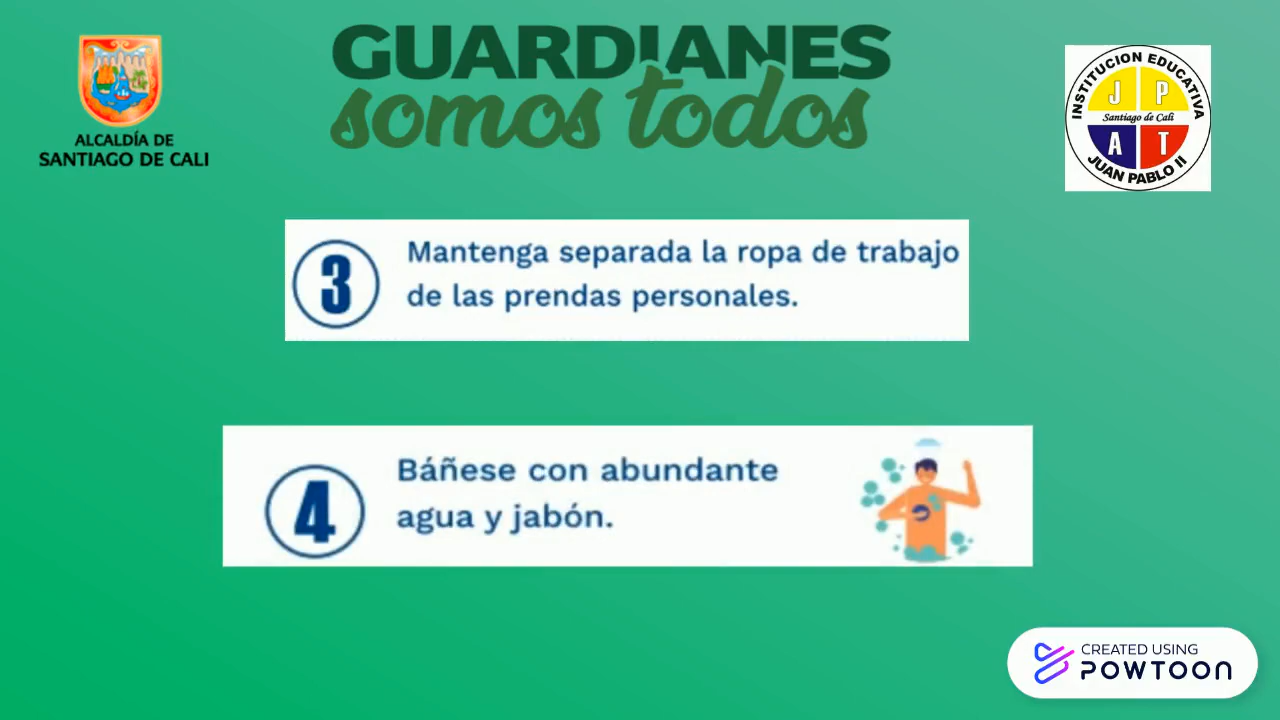 GUARDIANES
somos todos
ALCALDÍA DE
SANTIAGO DE CALI
INSTITUCION EDUCATIVA
J P
Santiago de Cali
A T
JUAN PABLO II
3
Mantenga separada la ropa de trabajo
de las prendas personales.
4
Báñese con abundante
agua y jabón.
CREATED USING
POWTOON